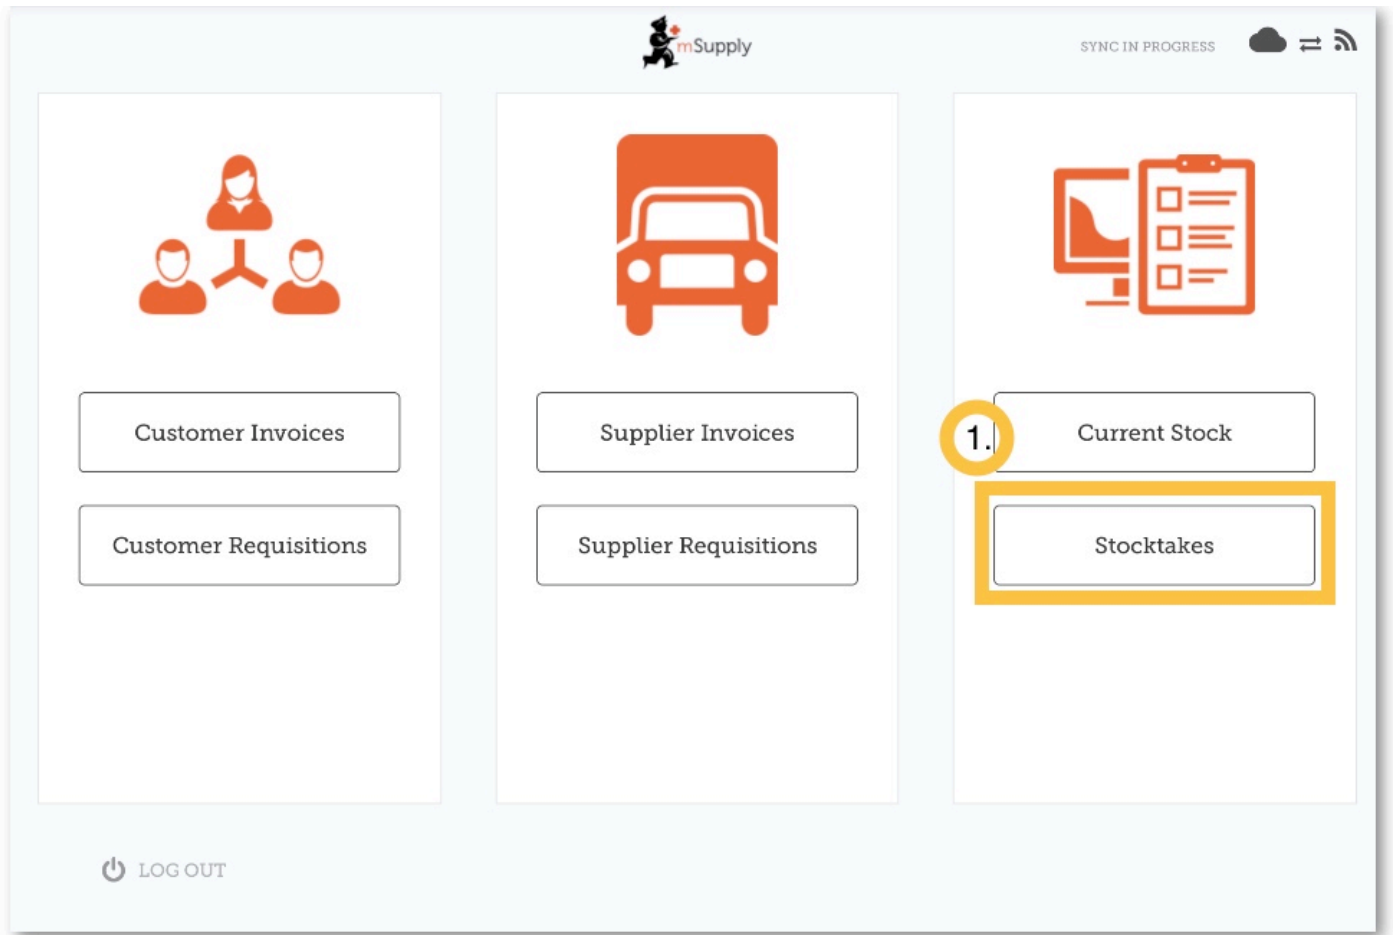 mSupply
SYNC IN PROGRESS
Customer Invoices
Customer Requisitions
Supplier Invoices
Supplier Requisitions
1.
Current Stock
Stocktakes
LOG OUT